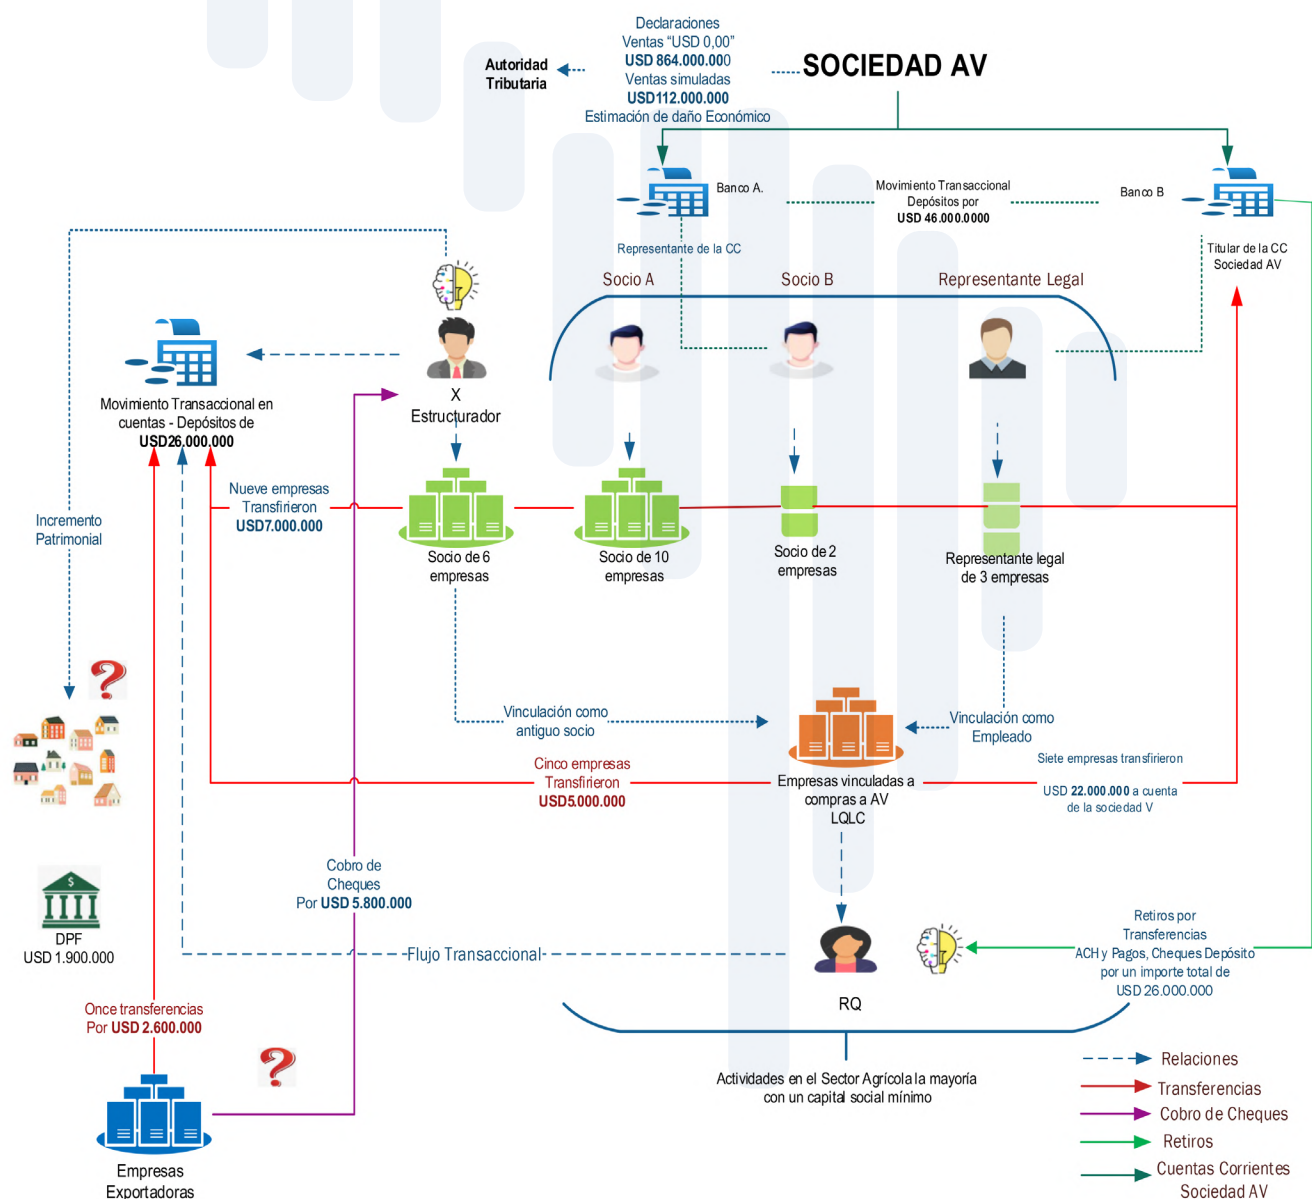 Declaraciones
Ventas “USD 0,00”
USD 864.000.000
Ventas simuladas
USD112.000.000
Estimación de daño Económico
Autoridad
Tributaria
SOCIEDAD AV
Banco A.
Movimiento Transaccional
Depósitos por
USD 46.000.0000
Banco B
Representante de la CC
Titular de la CC
Sociedad AV
Socio A
Socio B
Representante Legal
X
Estructurador
Movimiento Transaccional en
cuentas - Depósitos de
USD26.000.000
Nueve empresas
Transfirieron
USD7.000.000
Incremento
Patrimonial
Socio de 6
empresas
Socio de 10
empresas
Socio de 2
empresas
Representante legal
de 3 empresas
?
Vinculación como
antiguo socio
Vinculación como
Empleado
Cinco empresas
Transfirieron
USD5.000.000
Empresas vinculadas a
compras a AV
LQLC
Siete empresas transfirieron
USD 22.000.000 a cuenta
de la sociedad V
Cobro de
Cheques
Por USD 5.800.000
$
DPF
USD 1.900.000
Flujo Transaccional
RQ
Retiros por
Transferencias
ACH y Pagos, Cheques Depósito
por un importe total de
USD 26.000.000
Once transferencias
Por USD 2.600.000
?
Actividades en el Sector Agrícola la mayoría
con un capital social mínimo
Empresas
Exportadoras
Relaciones
Transferencias
Cobro de Cheques
Retiros
Cuentas Corrientes
Sociedad AV